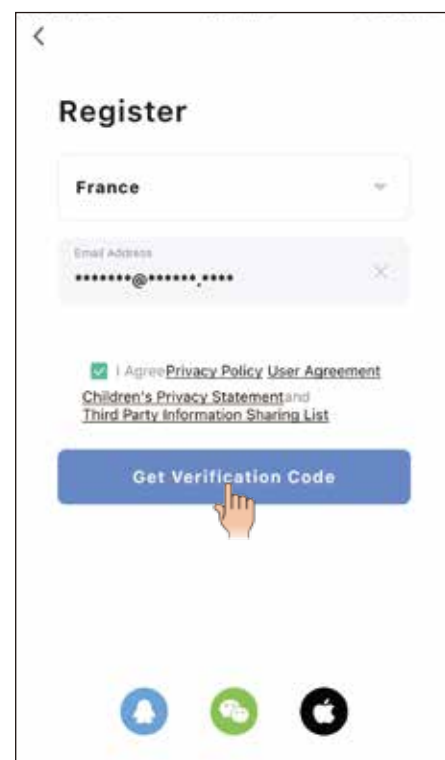 Register
France
Email Address
*******@******.****
I Agree Privacy Policy User Agreement
Children's Privacy Statement and
Third Party Information Sharing List
Get Verification Code